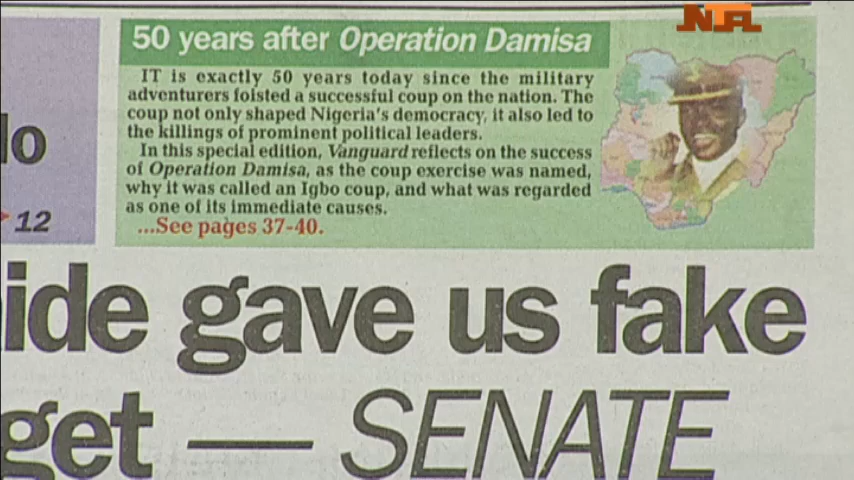 NTA
50 years after Operation Damisa
IT is exactly 50 years today since the military
adventurers foisted a successful coup on the nation. The
coup not only shaped Nigeria's democracy, it also led to
the killings of prominent political leaders.
In this special edition, Vanguard reflects on the success
of Operation Damisa, as the coup exercise was named,
why it was called an Igbo coup, and what was regarded
as one of its immediate causes.
...See pages 37-40.
lo
12
ide gave us fake
get — SENATE